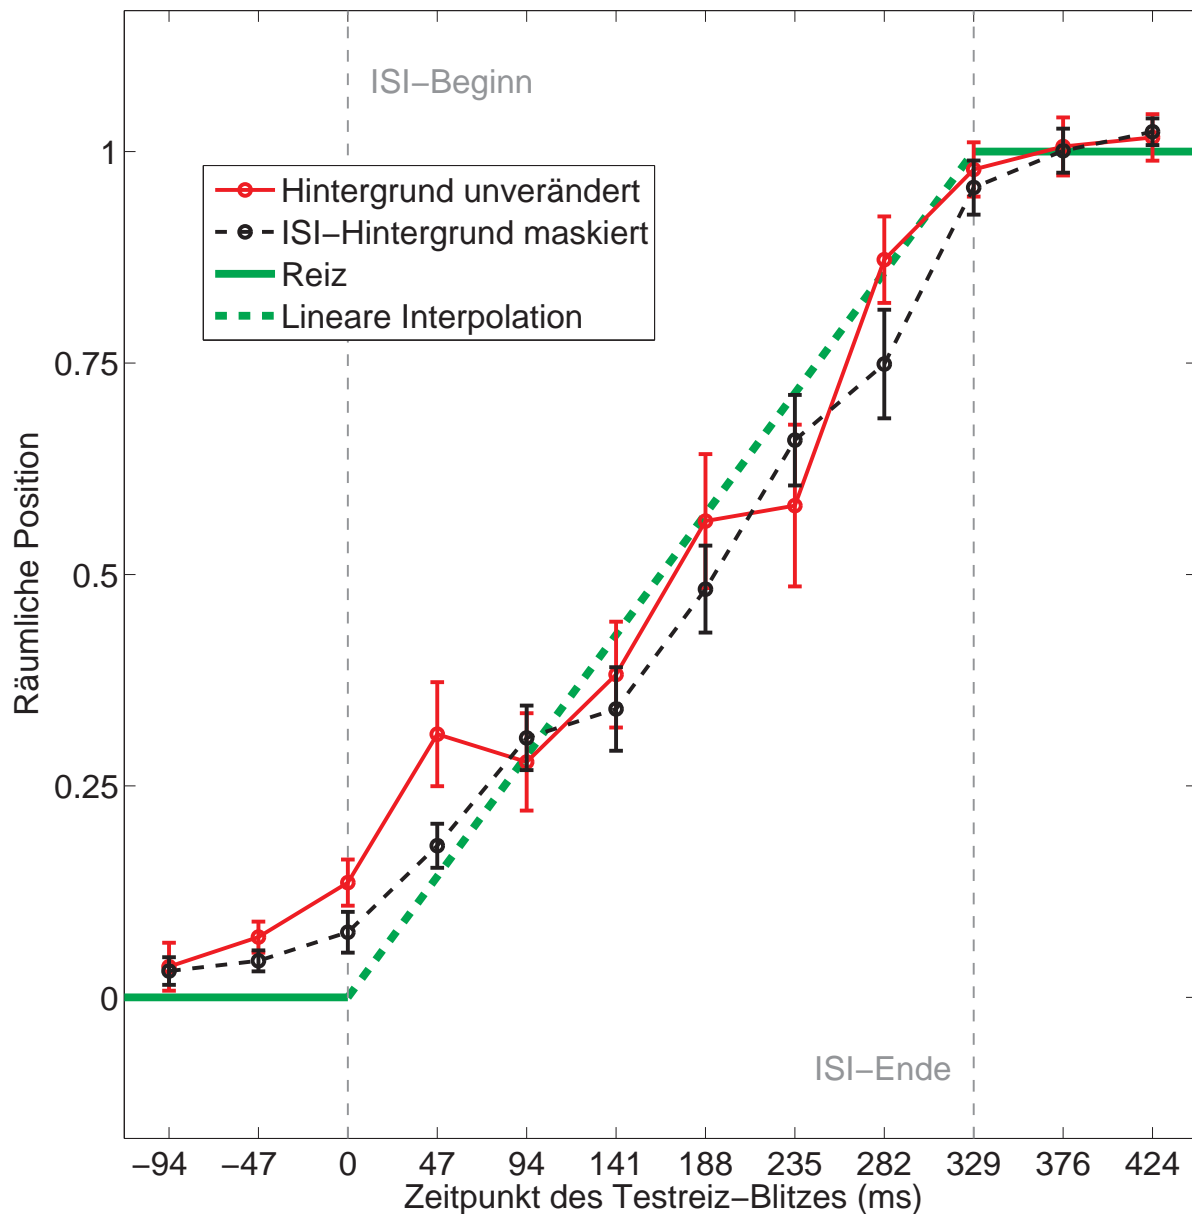 ISI−Beginn
1
Hintergrund unverändert
ISI−Hintergrund maskiert
Reiz
Lineare Interpolation
0.75
Räumliche Position
0.5
0.25
0
ISI−Ende
−94 −47 0 47 94 141 188 235 282 329 376 424
Zeitpunkt des Testreiz−Blitzes (ms)